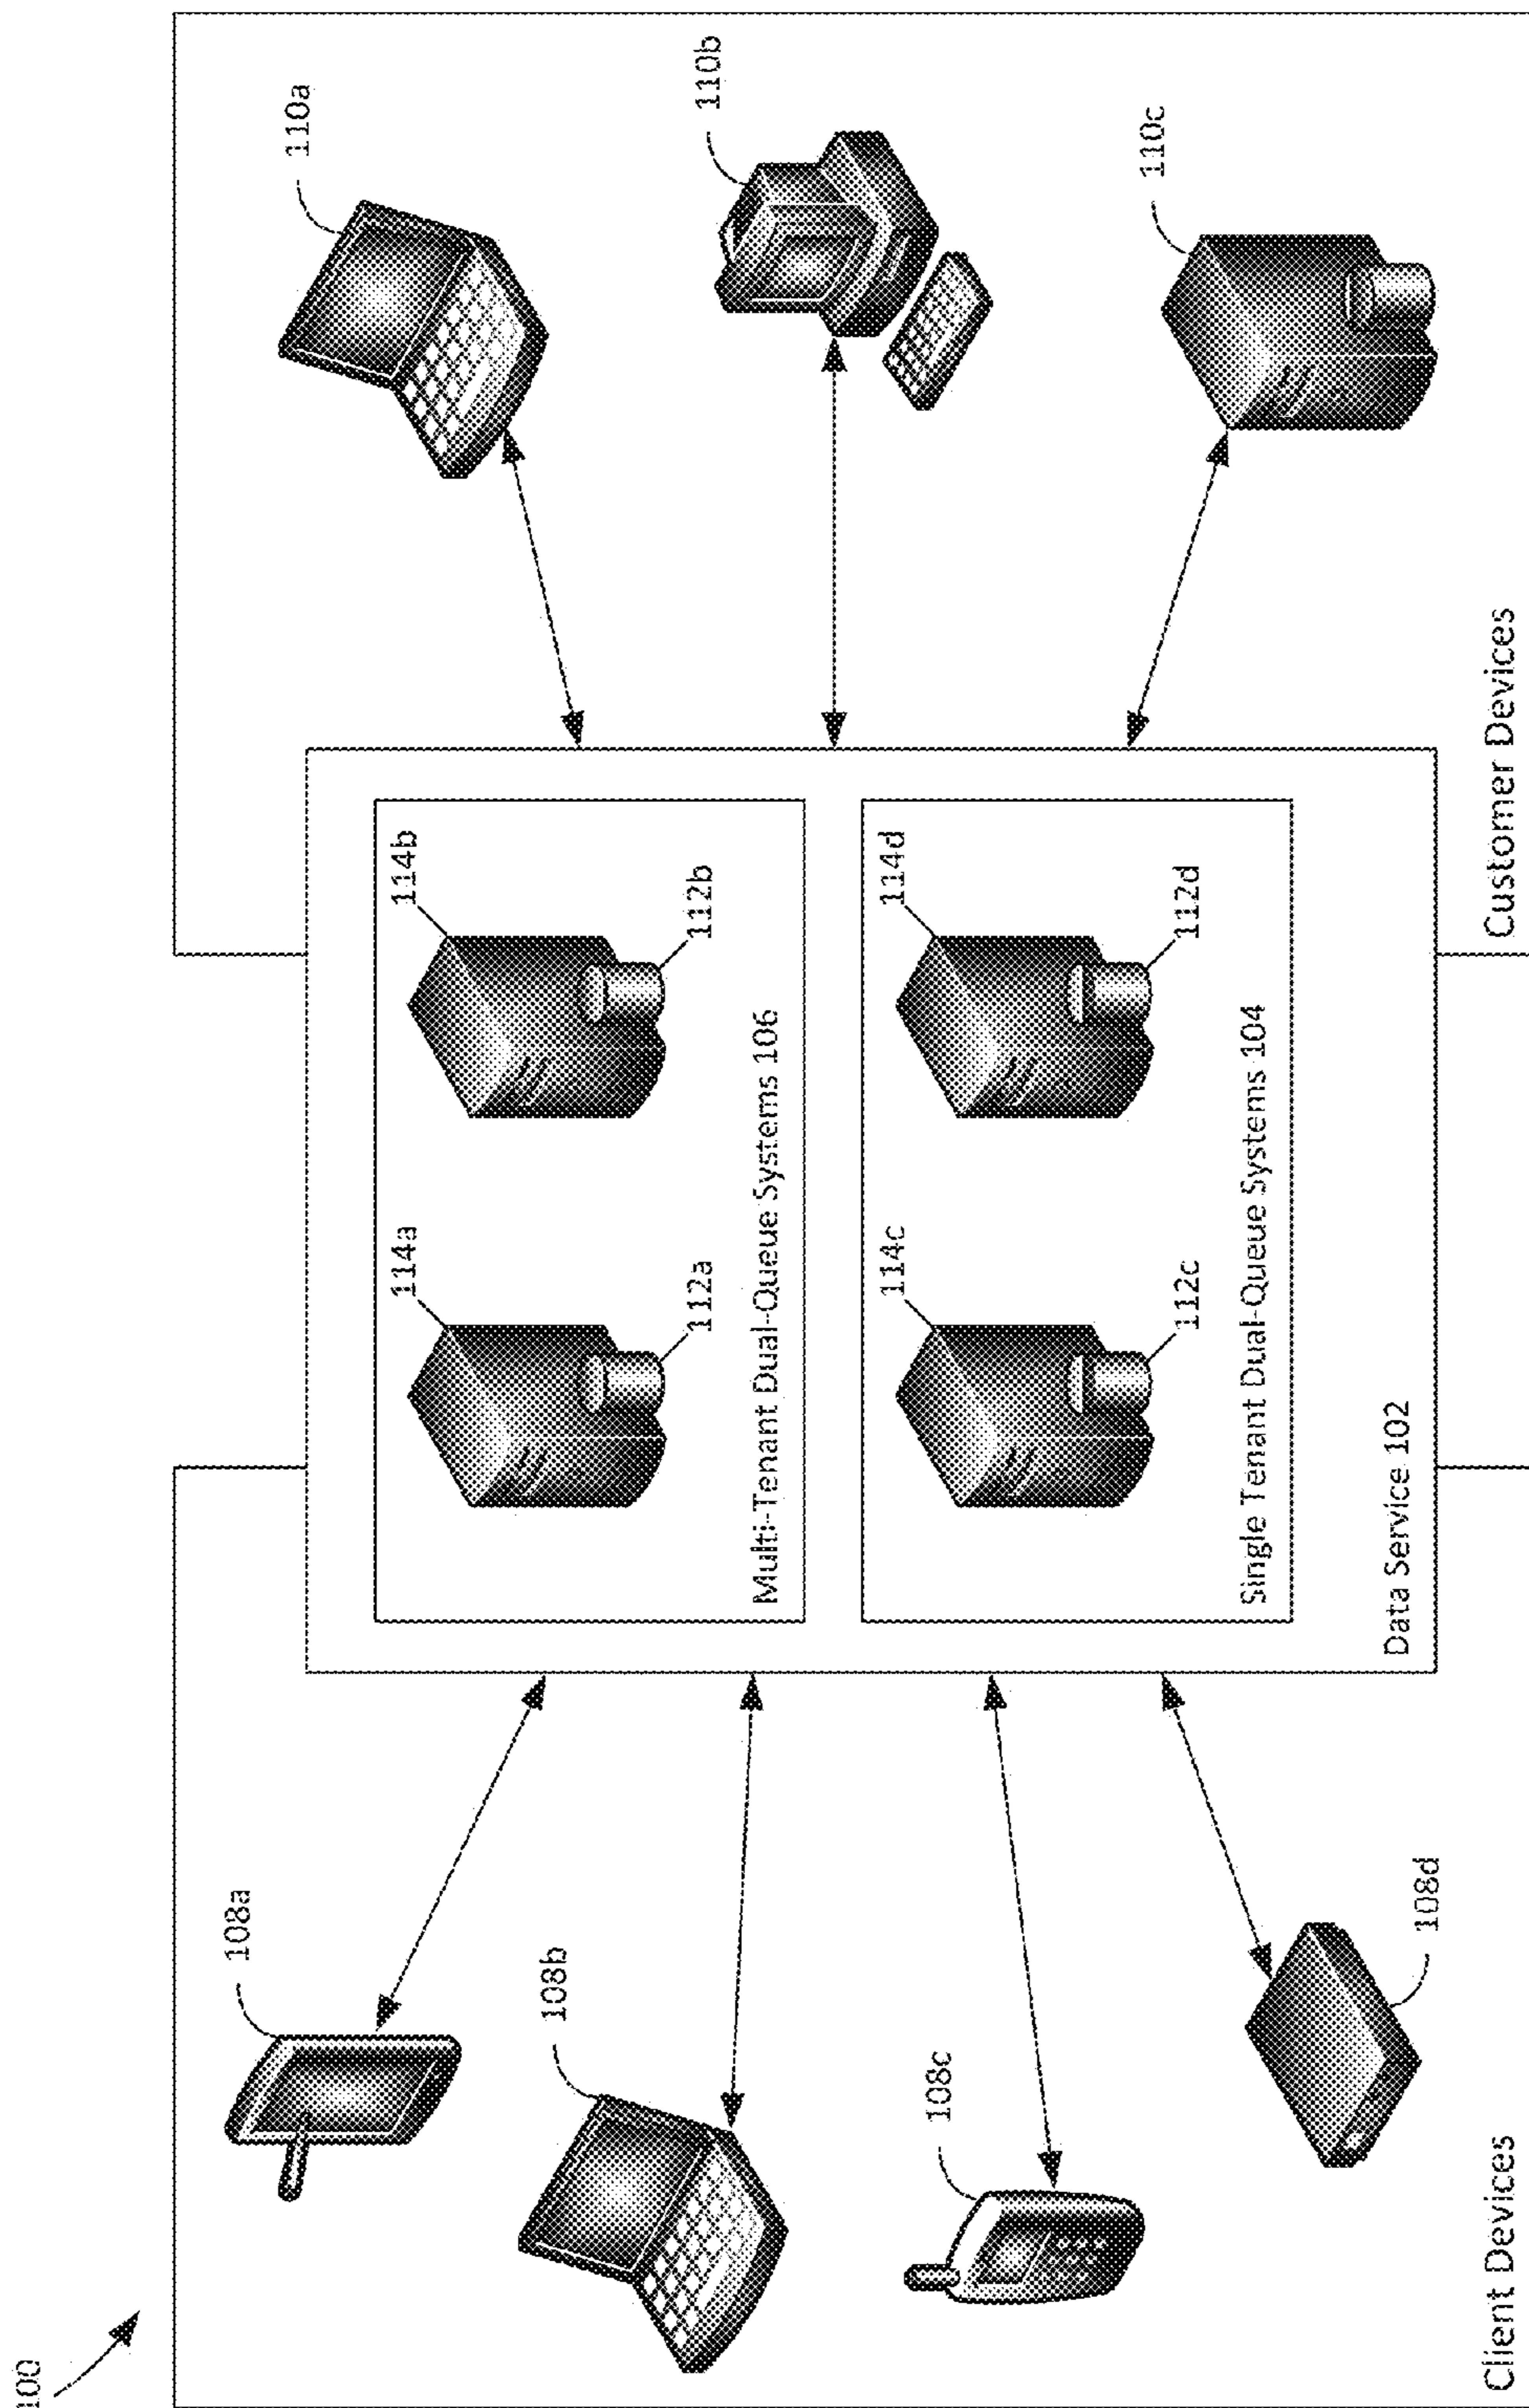 100
108a
108b
108c
108d
Client Devices
114a
112a
114b
112b
Multi-Tenant Dual-Queue Systems 106
114c
112c
114d
112d
Single Tenant Dual-Queue Systems 104
Data Service 102
110a
110b
110c
Customer Devices